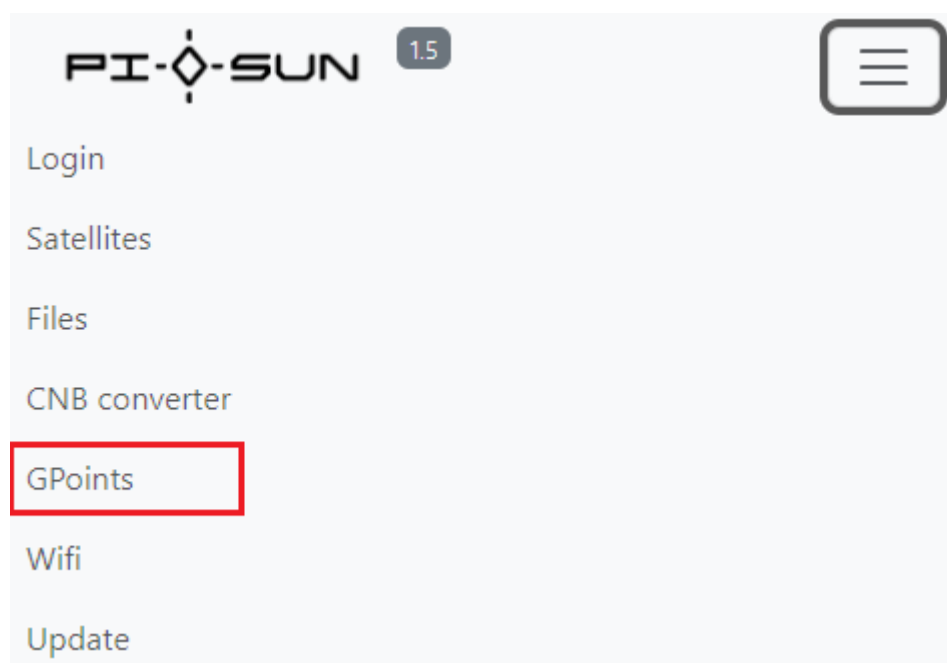 PI-◇-SUN 1.5
Login
Satellites
Files
CNB converter
GPoints
Wifi
Update